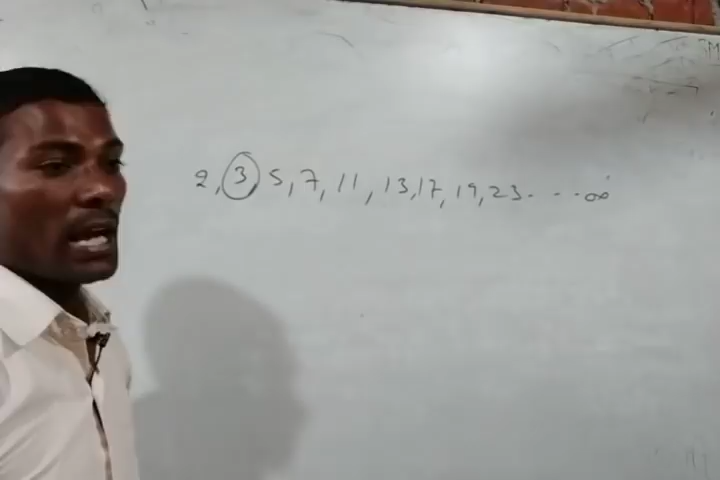 2, 3, 5, 7, 11, 13, 17, 19, 23 - - - ∞